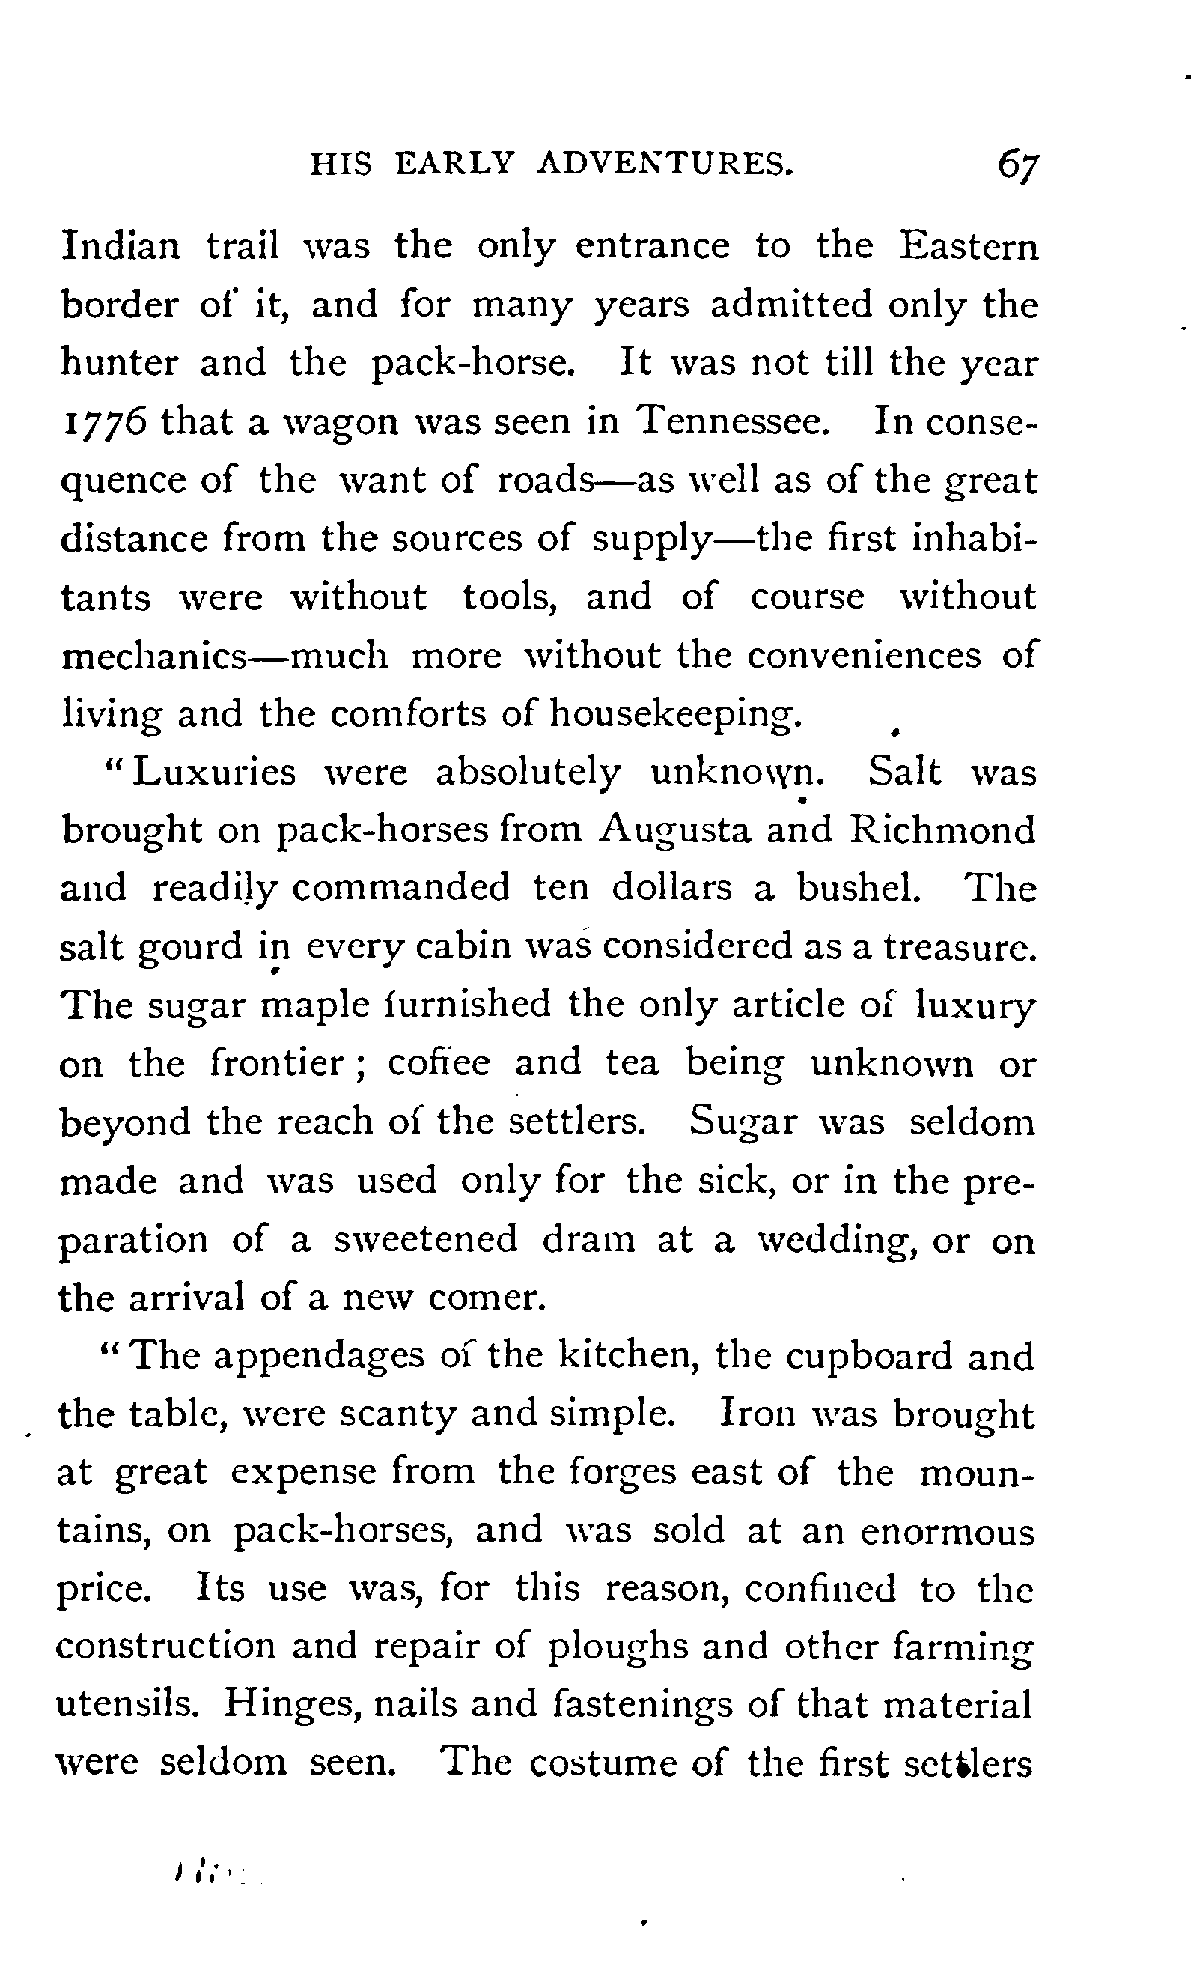 HIS EARLY ADVENTURES. 67
Indian trail was the only entrance to the Eastern
border of it, and for many years admitted only the
hunter and the pack-horse. It was not till the year
1776 that a wagon was seen in Tennessee. In conse-
quence of the want of roads—as well as of the great
distance from the sources of supply—the first inhabi-
tants were without tools, and of course without
mechanics—much more without the conveniences of
living and the comforts of housekeeping.
“Luxuries were absolutely unknown. Salt was
brought on pack-horses from Augusta and Richmond
and readily commanded ten dollars a bushel. The
salt gourd in every cabin was considered as a treasure.
The sugar maple furnished the only article of luxury
on the frontier; coffee and tea being unknown or
beyond the reach of the settlers. Sugar was seldom
made and was used only for the sick, or in the pre-
paration of a sweetened dram at a wedding, or on
the arrival of a new comer.
“The appendages of the kitchen, the cupboard and
the table, were scanty and simple. Iron was brought
at great expense from the forges east of the moun-
tains, on pack-horses, and was sold at an enormous
price. Its use was, for this reason, confined to the
construction and repair of ploughs and other farming
utensils. Hinges, nails and fastenings of that material
were seldom seen. The costume of the first settlers